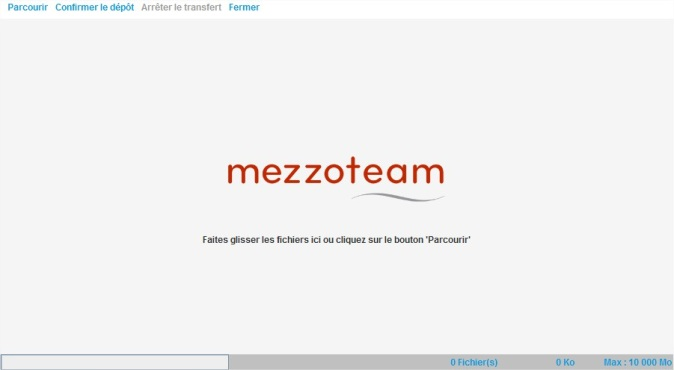 Parcourir Confirmer le dépôt Arrêter le transfert Fermer
mezzoteam
Faites glisser les fichiers ici ou cliquez sur le bouton 'Parcourir'
0 Fichier(s) 0 Ko Max : 10 000 Mo